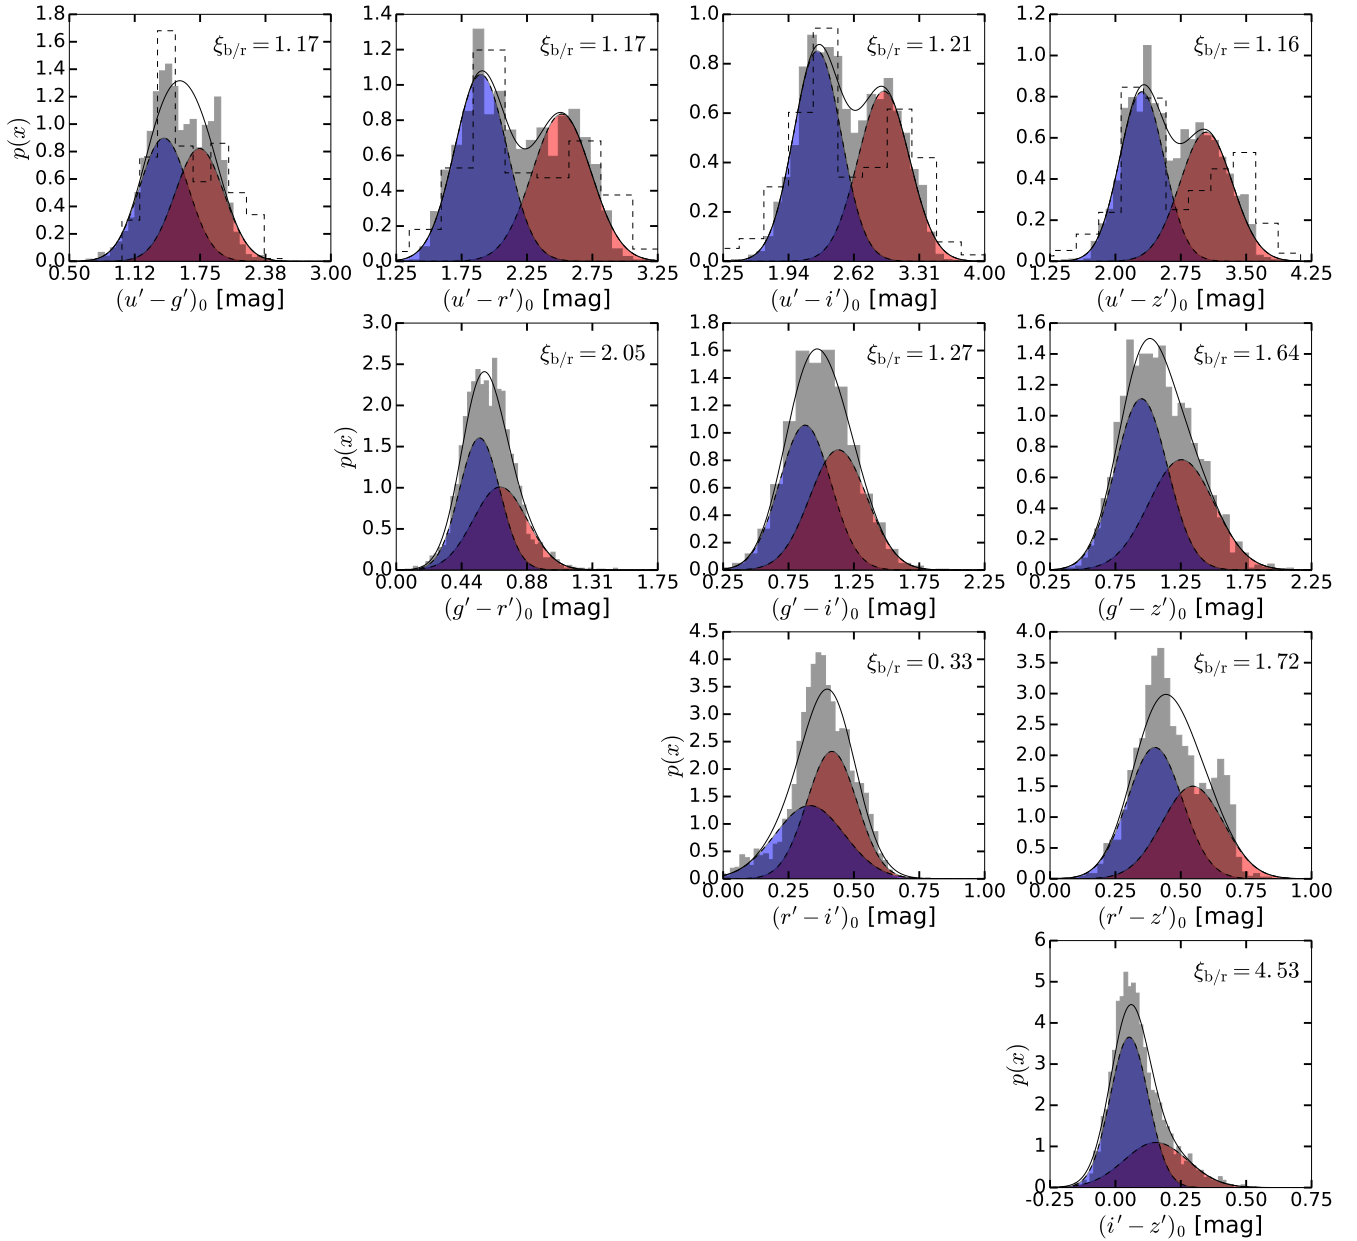 ξb/r = 1.17
1.8
1.6
1.4
1.2
1.0
0.8
0.6
0.4
0.2
0.0
p(x)
0.50 1.12 1.75 2.38 3.00
(u′ − g′)0 [mag]
ξb/r = 1.17
1.4
1.2
1.0
0.8
0.6
0.4
0.2
0.0
1.25 1.75 2.25 2.75 3.25
(u′ − r′)0 [mag]
ξb/r = 1.21
1.0
0.8
0.6
0.4
0.2
0.0
1.25 1.94 2.62 3.31 4.00
(u′ − i′)0 [mag]
ξb/r = 1.16
1.2
1.0
0.8
0.6
0.4
0.2
0.0
1.25 2.00 2.75 3.50 4.25
(u′ − z′)0 [mag]
ξb/r = 2.05
3.0
2.5
2.0
1.5
1.0
0.5
0.0
p(x)
0.00 0.44 0.88 1.31 1.75
(g′ − r′)0 [mag]
ξb/r = 1.27
1.8
1.6
1.4
1.2
1.0
0.8
0.6
0.4
0.2
0.0
0.25 0.75 1.25 1.75 2.25
(g′ − i′)0 [mag]
ξb/r = 1.64
1.6
1.4
1.2
1.0
0.8
0.6
0.4
0.2
0.0
0.25 0.75 1.25 1.75 2.25
(g′ − z′)0 [mag]
ξb/r = 0.33
4.5
4.0
3.5
3.0
2.5
2.0
1.5
1.0
0.5
0.0
p(x)
0.00 0.25 0.50 0.75 1.00
(r′ − i′)0 [mag]
ξb/r = 1.72
4.0
3.5
3.0
2.5
2.0
1.5
1.0
0.5
0.0
0.00 0.25 0.50 0.75 1.00
(r′ − z′)0 [mag]
ξb/r = 4.53
6
5
4
3
2
1
0
p(x)
-0.25 0.00 0.25 0.50 0.75
(i′ − z′)0 [mag]